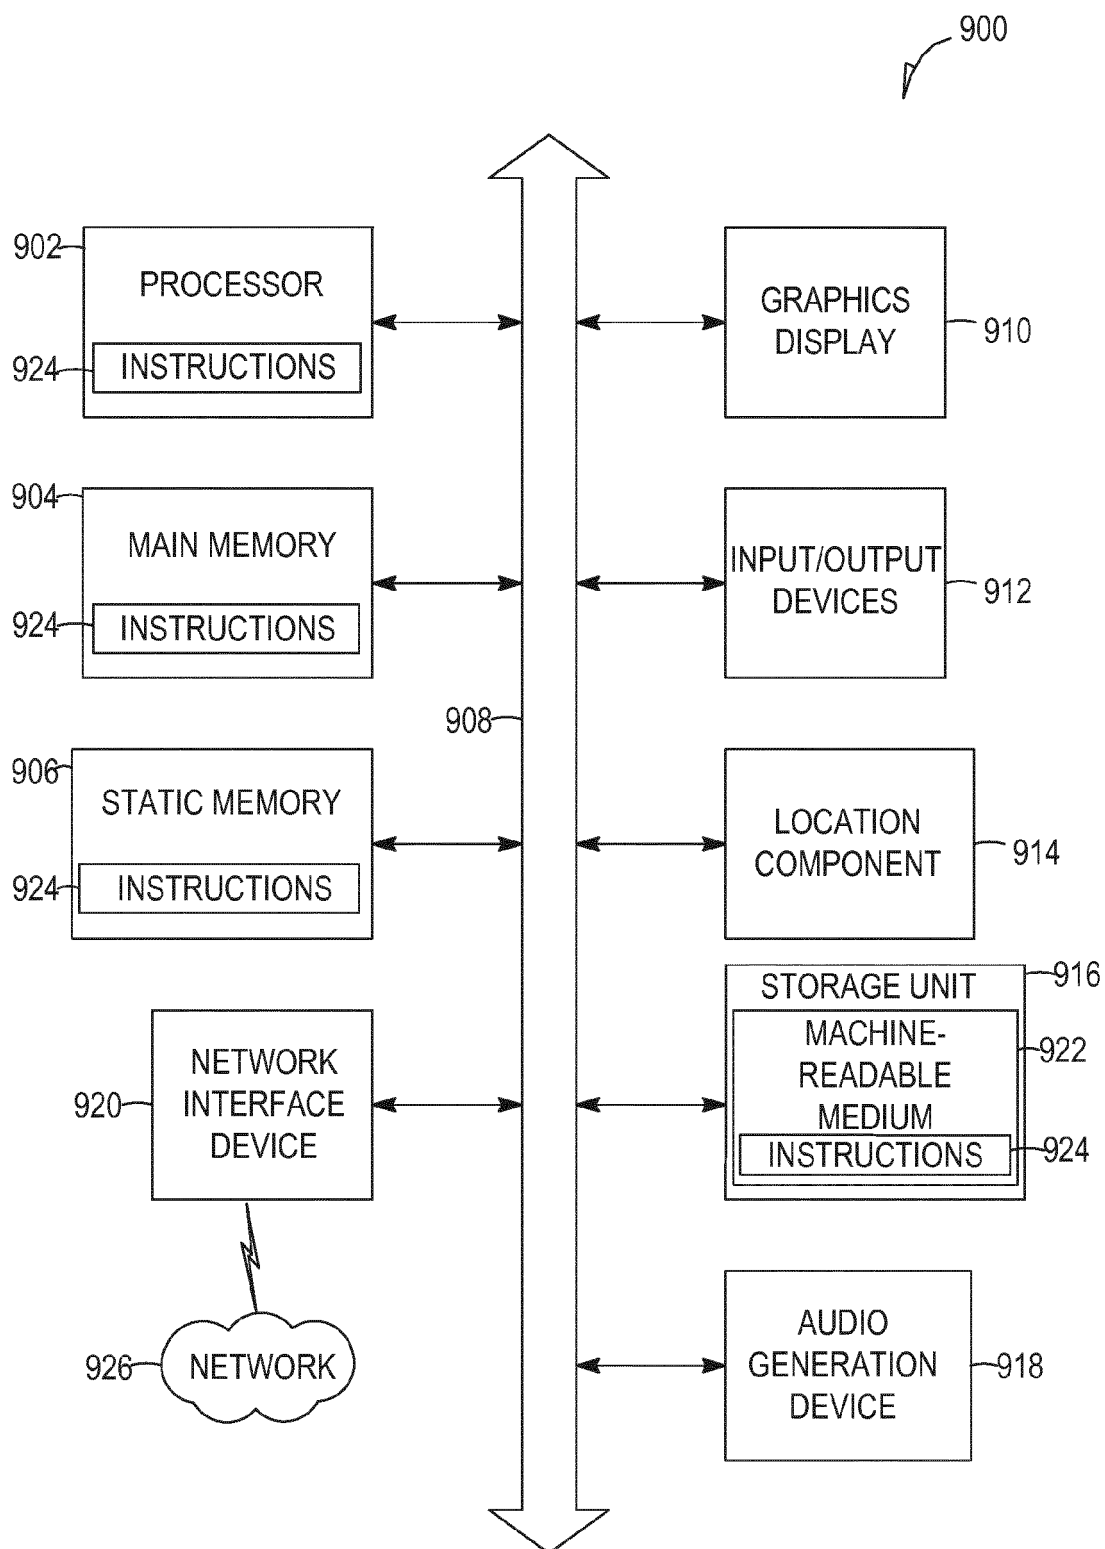 900
902
PROCESSOR
924
INSTRUCTIONS
GRAPHICS
DISPLAY
910
904
MAIN MEMORY
924
INSTRUCTIONS
INPUT/OUTPUT
DEVICES
912
908
906
STATIC MEMORY
924
INSTRUCTIONS
LOCATION
COMPONENT
914
920
NETWORK
INTERFACE
DEVICE
STORAGE UNIT
916
MACHINE-
READABLE
MEDIUM
922
INSTRUCTIONS
924
926
NETWORK
AUDIO
GENERATION
DEVICE
918